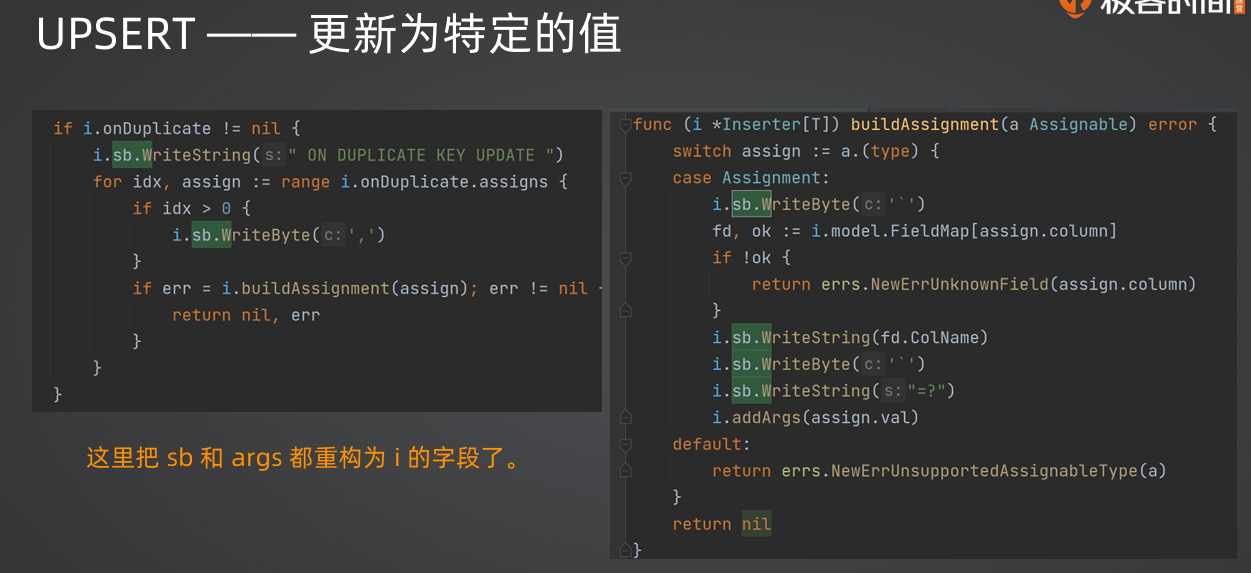 UPSERT —— 更新为特定的值
极客时间
if i.onDuplicate != nil {
i.sb.WriteString( s: " ON DUPLICATE KEY UPDATE ")
for idx, assign := range i.onDuplicate.assigns {
if idx > 0 {
i.sb.WriteByte( c: ',')
}
if err = i.buildAssignment(assign); err != nil
return nil, err
}
}
}
这里把 sb 和 args 都重构为 i 的字段了。
func (i *Inserter[T]) buildAssignment(a Assignable) error {
switch assign := a.(type) {
case Assignment:
i.sb.WriteByte( c: '`')
fd, ok := i.model.FieldMap[assign.column]
if !ok {
return errs.NewErrUnknownField(assign.column)
}
i.sb.WriteString(fd.ColName)
i.sb.WriteByte( c: '`')
i.sb.WriteString( s: "=?")
i.addArgs(assign.val)
default:
return errs.NewErrUnsupportedAssignableType(a)
}
return nil
}